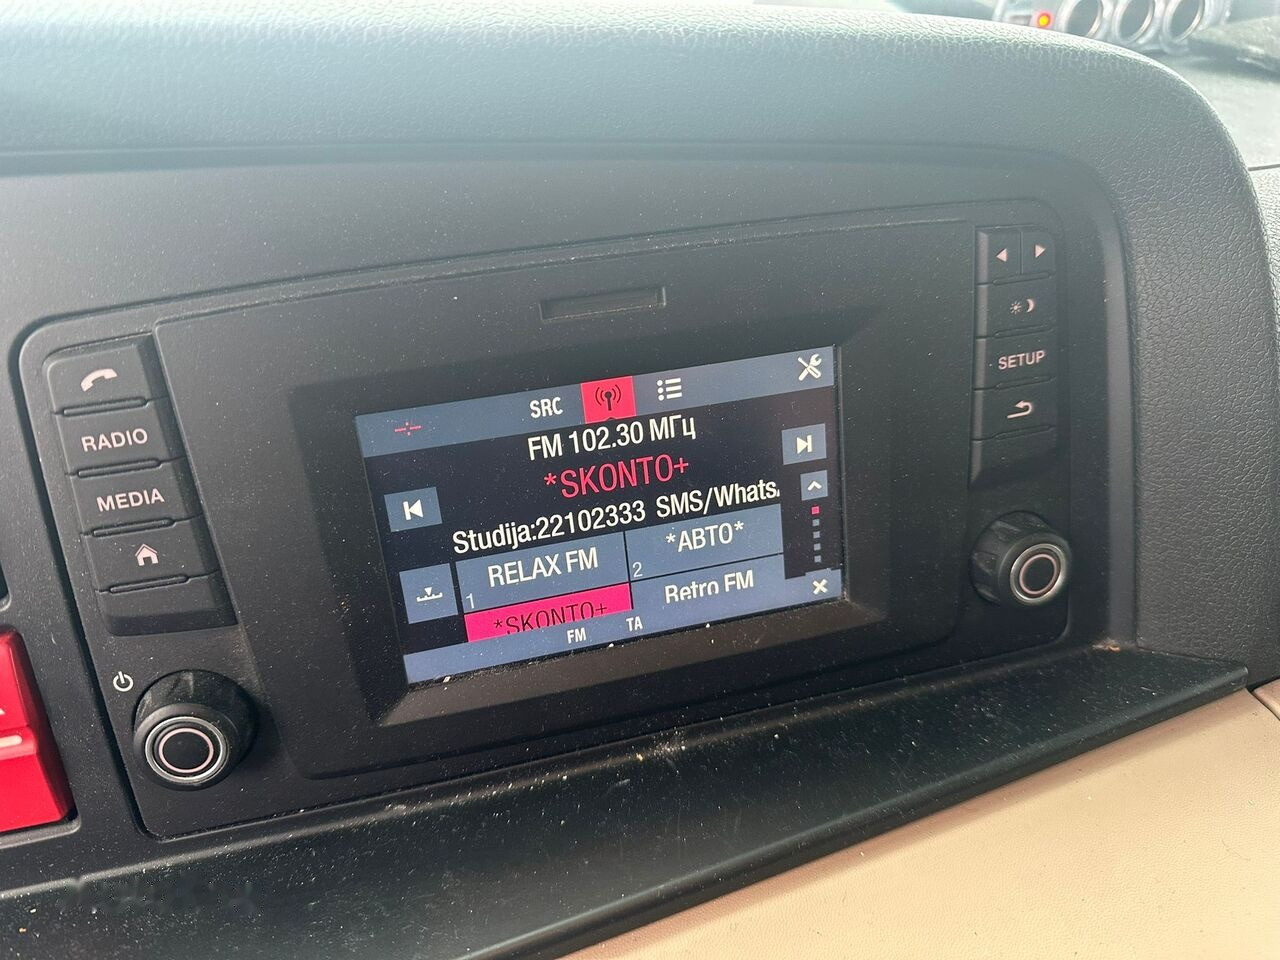 SRC
FM 102.30 МГц
*SKONTO+
Studija:22102333 SMS/Whats
RELAX FM
1
*АВТО*
2
*SKONTO+
Retro FM
FM
TA
RADIO
MEDIA
SETUP